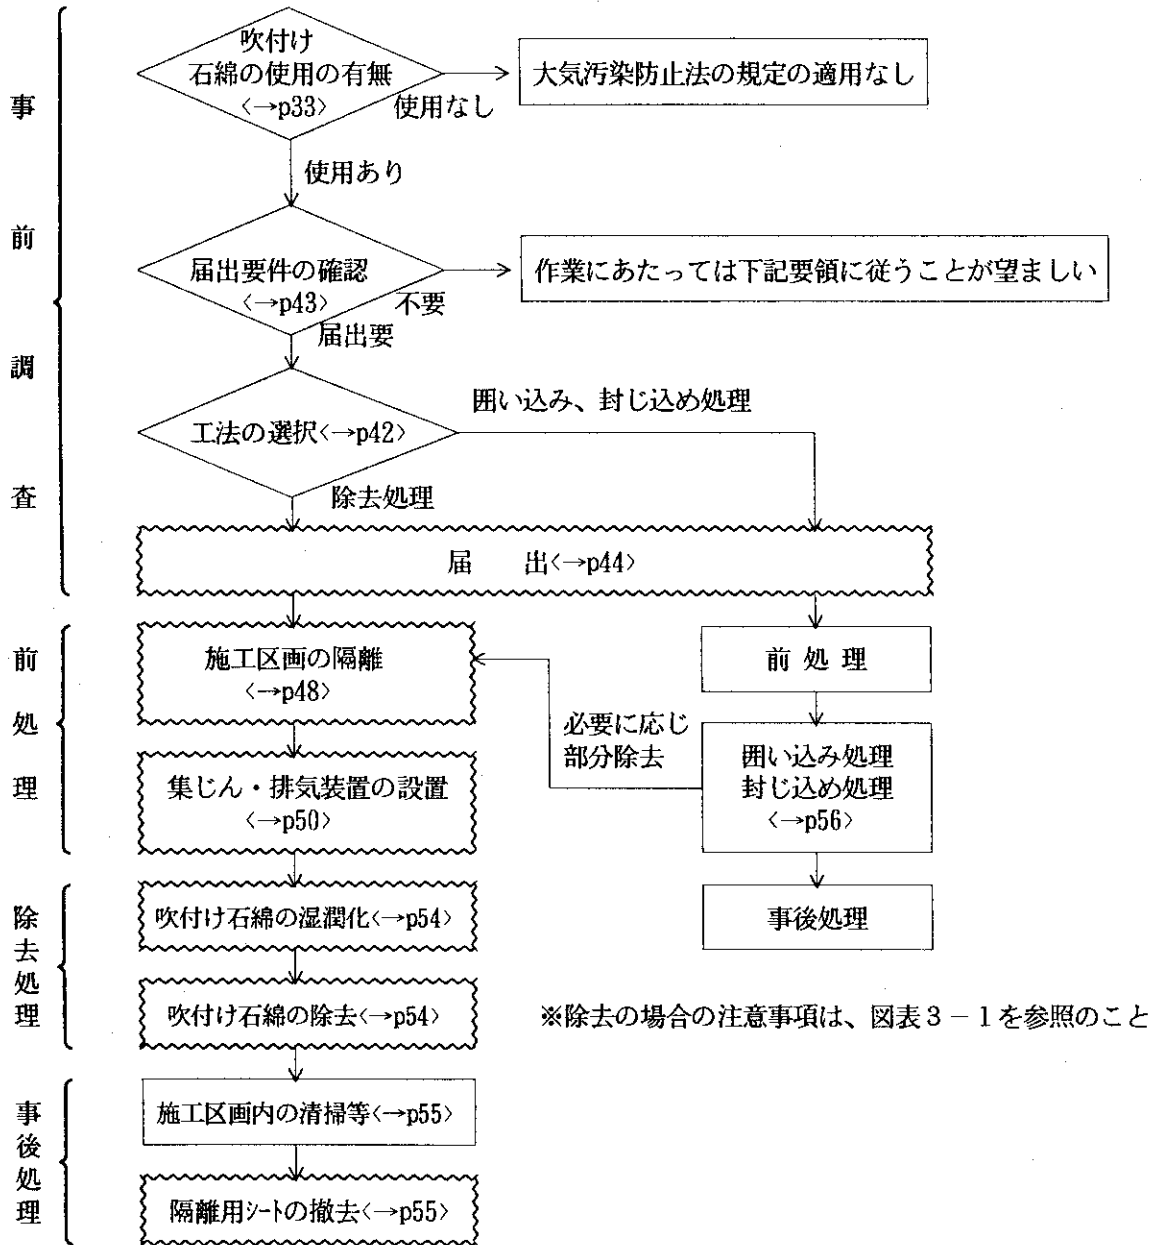 事前調査
吹付け
石綿の使用の有無
〈→p33〉
使用なし
大気汚染防止法の規定の適用なし
使用あり
届出要件の確認
〈→p43〉
不要
作業にあたっては下記要領に従うことが望ましい
届出要
工法の選択〈→p42〉
囲い込み、封じ込め処理
除去処理
届　　出〈→p44〉
前処理
施工区画の隔離
〈→p48〉
集じん・排気装置の設置
〈→p50〉
前 処 理
必要に応じ
部分除去
囲い込み処理
封じ込め処理
〈→p56〉
事後処理
除去処理
吹付け石綿の湿潤化〈→p54〉
吹付け石綿の除去〈→p54〉
※除去の場合の注意事項は、図表３－１を参照のこと
事後処理
施工区画内の清掃等〈→p55〉
隔離用シートの撤去〈→p55〉